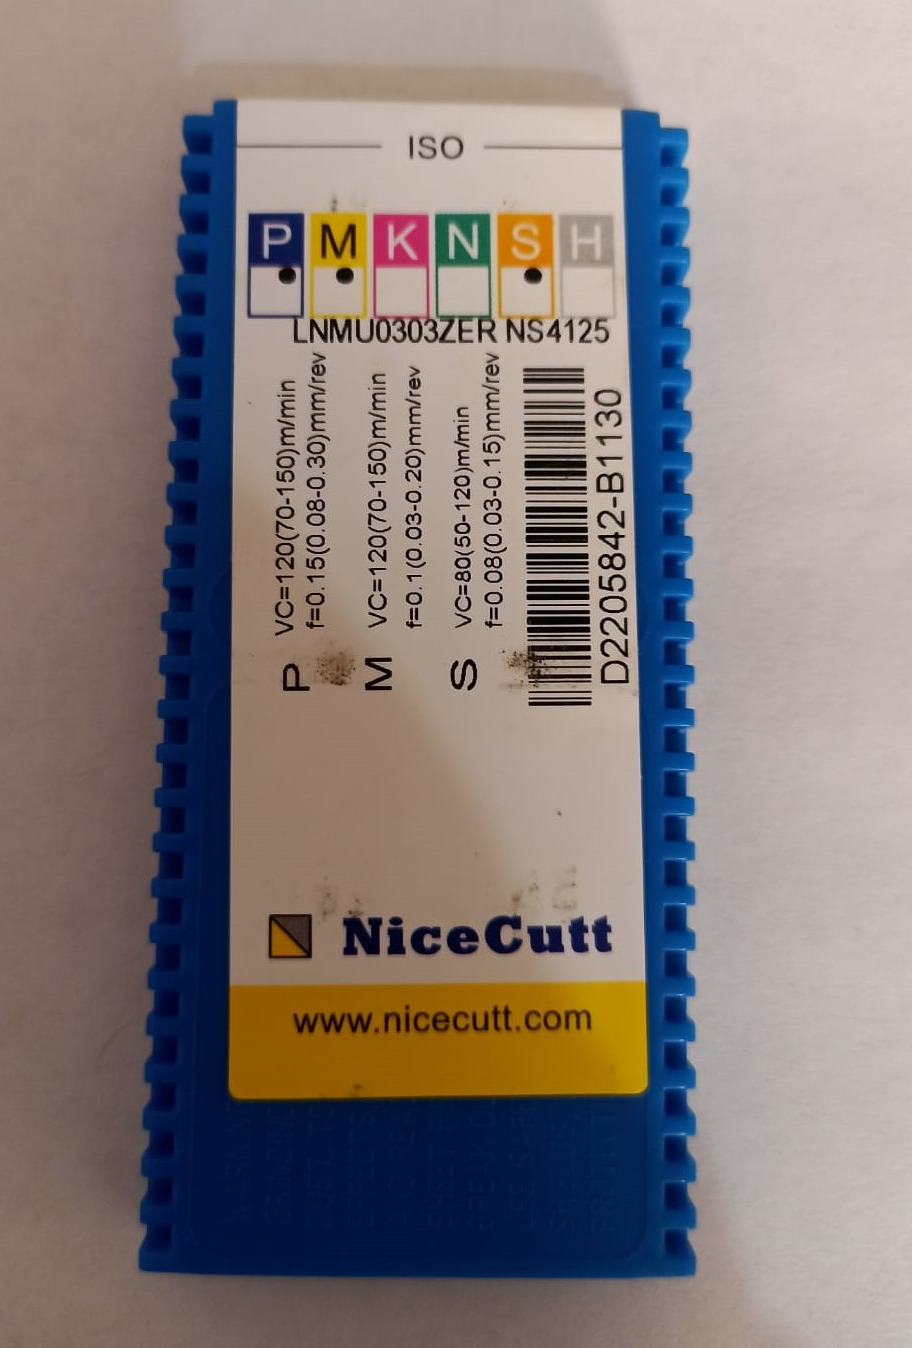 ISO
P M K N S H
LNMU0303ZER NS4125
P VC=120(70-150)m/min
f=0.15(0.08-0.30)mm/rev
M VC=120(70-150)m/min
f=0.1(0.03-0.20)mm/rev
S VC=80(50-120)m/min
f=0.08(0.03-0.15)mm/rev
D2205842-B1130
NiceCutt
www.nicecutt.com